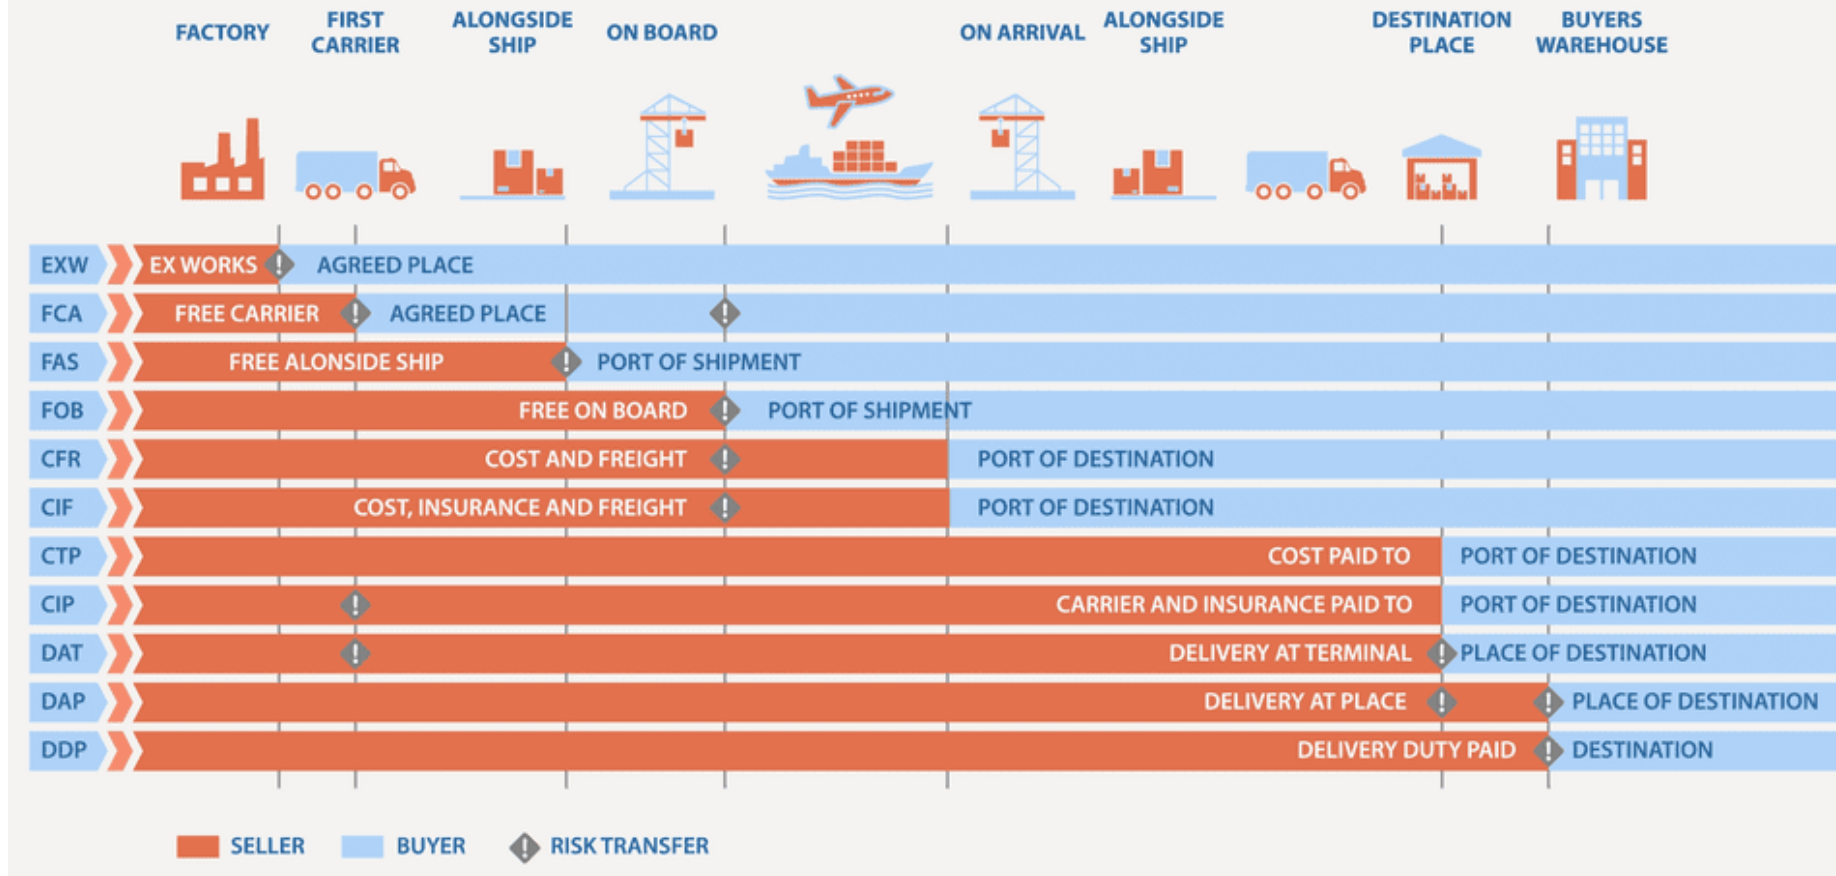 FACTORY
FIRST
CARRIER
ALONGSIDE
SHIP
ON BOARD
ON ARRIVAL
ALONGSIDE
SHIP
DESTINATION
PLACE
BUYERS
WAREHOUSE
EXW EX WORKS ! AGREED PLACE
FCA FREE CARRIER ! AGREED PLACE !
FAS FREE ALONSIDE SHIP ! PORT OF SHIPMENT
FOB FREE ON BOARD ! PORT OF SHIPMENT
CFR COST AND FREIGHT ! PORT OF DESTINATION
CIF COST, INSURANCE AND FREIGHT ! PORT OF DESTINATION
CTP COST PAID TO PORT OF DESTINATION
CIP ! CARRIER AND INSURANCE PAID TO PORT OF DESTINATION
DAT ! DELIVERY AT TERMINAL ! PLACE OF DESTINATION
DAP DELIVERY AT PLACE ! ! PLACE OF DESTINATION
DDP DELIVERY DUTY PAID ! DESTINATION
SELLER BUYER ! RISK TRANSFER